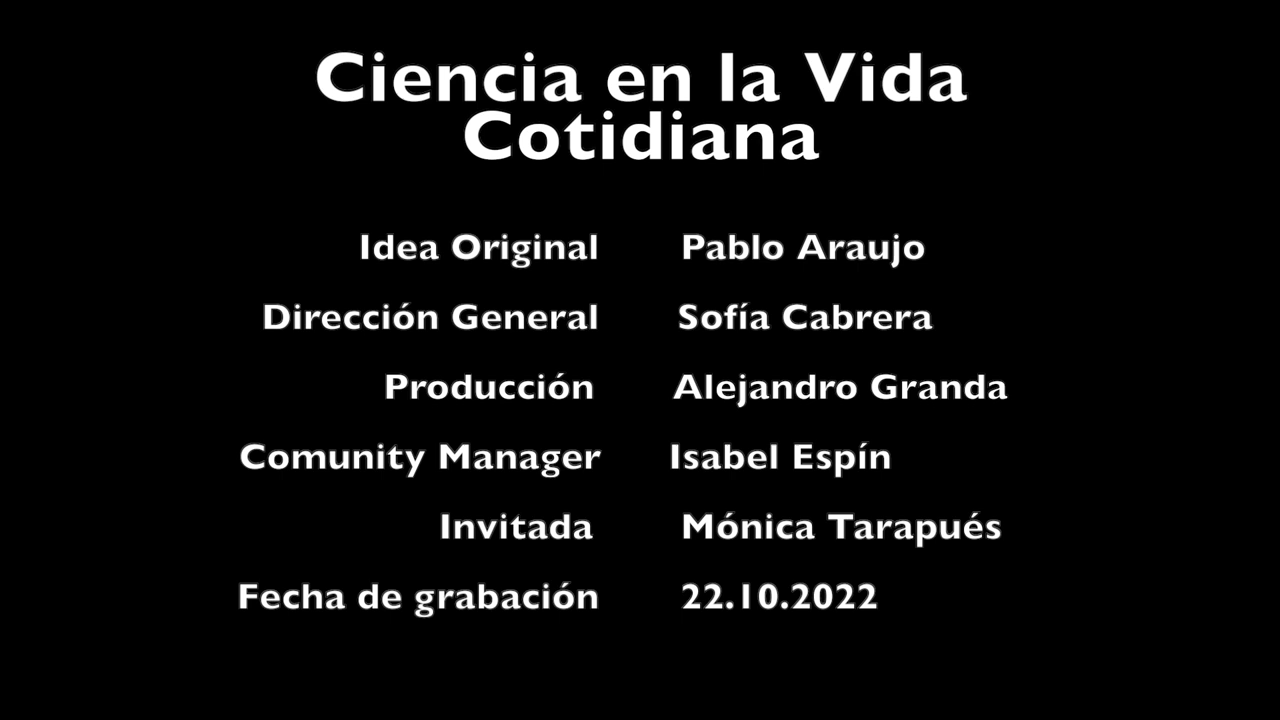 Ciencia en la Vida
Cotidiana
Idea Original Pablo Araujo
Dirección General Sofía Cabrera
Producción Alejandro Granda
Comunity Manager Isabel Espín
Invitada Mónica Tarapués
Fecha de grabación 22.10.2022